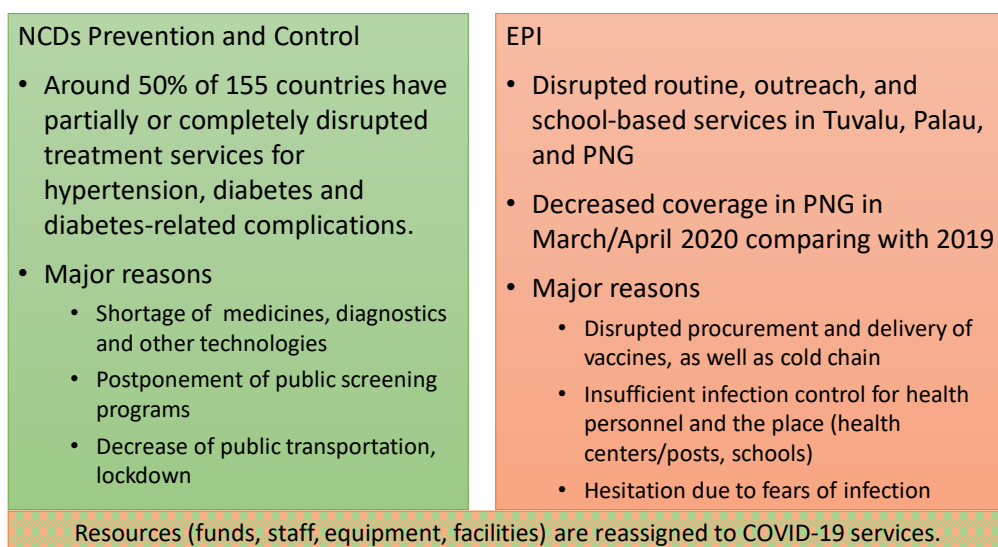 NCDs Prevention and Control
• Around 50% of 155 countries have
partially or completely disrupted
treatment services for
hypertension, diabetes and
diabetes-related complications.
• Major reasons
• Shortage of medicines, diagnostics
and other technologies
• Postponement of public screening
programs
• Decrease of public transportation,
lockdown
EPI
• Disrupted routine, outreach, and
school-based services in Tuvalu, Palau,
and PNG
• Decreased coverage in PNG in
March/April 2020 comparing with 2019
• Major reasons
• Disrupted procurement and delivery of
vaccines, as well as cold chain
• Insufficient infection control for health
personnel and the place (health
centers/posts, schools)
• Hesitation due to fears of infection
Resources (funds, staff, equipment, facilities) are reassigned to COVID-19 services.